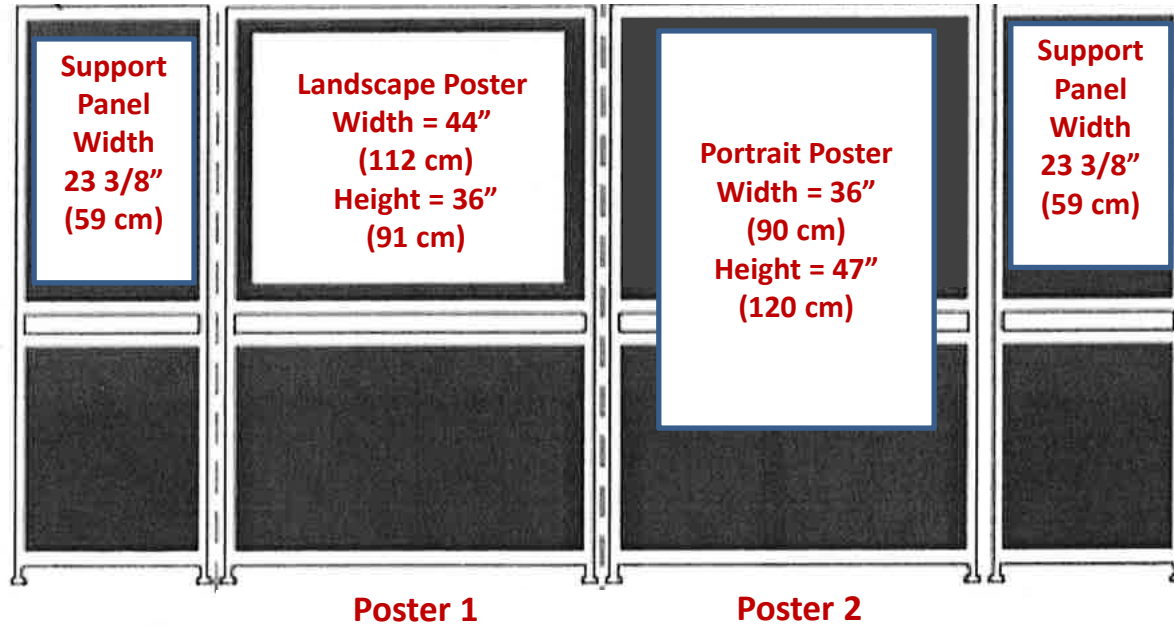 Support
Panel
Width
23 3/8”
(59 cm)
Landscape Poster
Width = 44”
(112 cm)
Height = 36”
(91 cm)
Portrait Poster
Width = 36”
(90 cm)
Height = 47”
(120 cm)
Support
Panel
Width
23 3/8”
(59 cm)
Poster 1
Poster 2